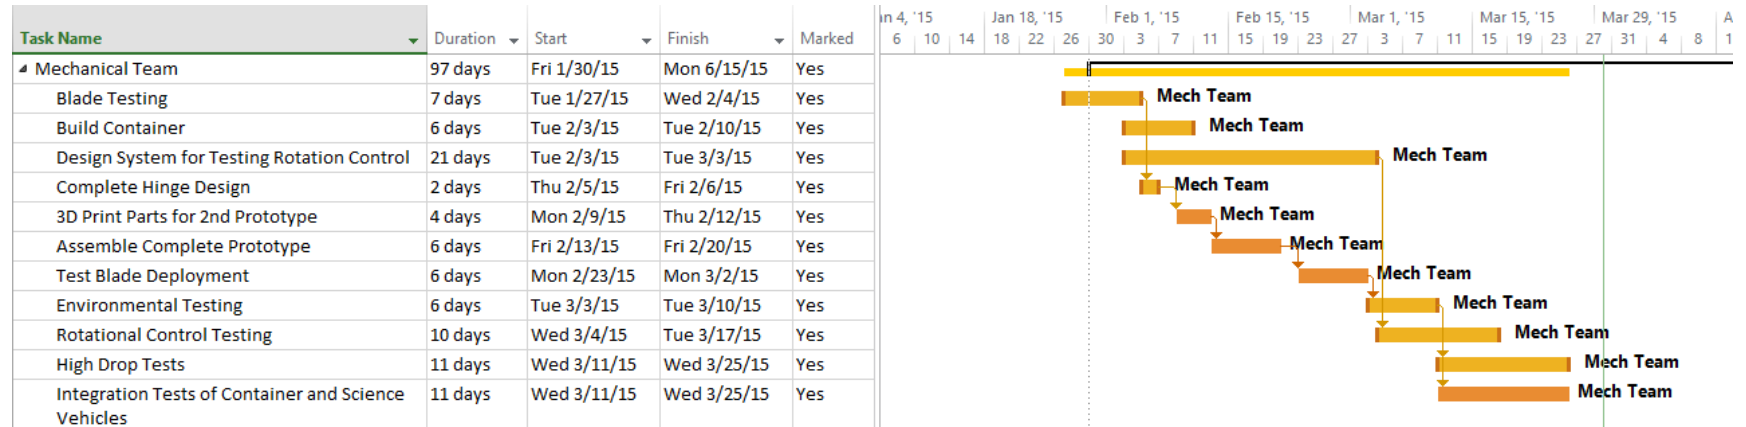 n 4, '15 Jan 18, '15 Feb 1, '15 Feb 15, '15 Mar 1, '15 Mar 15, '15 Mar 29, '15 A
Task Name Duration Start Finish Marked 6 10 14 18 22 26 30 3 7 11 15 19 23 27 3 7 11 15 19 23 27 31 4 8 1
Mechanical Team 97 days Fri 1/30/15 Mon 6/15/15 Yes
Blade Testing 7 days Tue 1/27/15 Wed 2/4/15 Yes Mech Team
Build Container 6 days Tue 2/3/15 Tue 2/10/15 Yes Mech Team
Design System for Testing Rotation Control 21 days Tue 2/3/15 Tue 3/3/15 Yes Mech Team
Complete Hinge Design 2 days Thu 2/5/15 Fri 2/6/15 Yes Mech Team
3D Print Parts for 2nd Prototype 4 days Mon 2/9/15 Thu 2/12/15 Yes Mech Team
Assemble Complete Prototype 6 days Fri 2/13/15 Fri 2/20/15 Yes Mech Team
Test Blade Deployment 6 days Mon 2/23/15 Mon 3/2/15 Yes Mech Team
Environmental Testing 6 days Tue 3/3/15 Tue 3/10/15 Yes Mech Team
Rotational Control Testing 10 days Wed 3/4/15 Tue 3/17/15 Yes Mech Team
High Drop Tests 11 days Wed 3/11/15 Wed 3/25/15 Yes Mech Team
Integration Tests of Container and Science 11 days Wed 3/11/15 Wed 3/25/15 Yes Mech Team
Vehicles